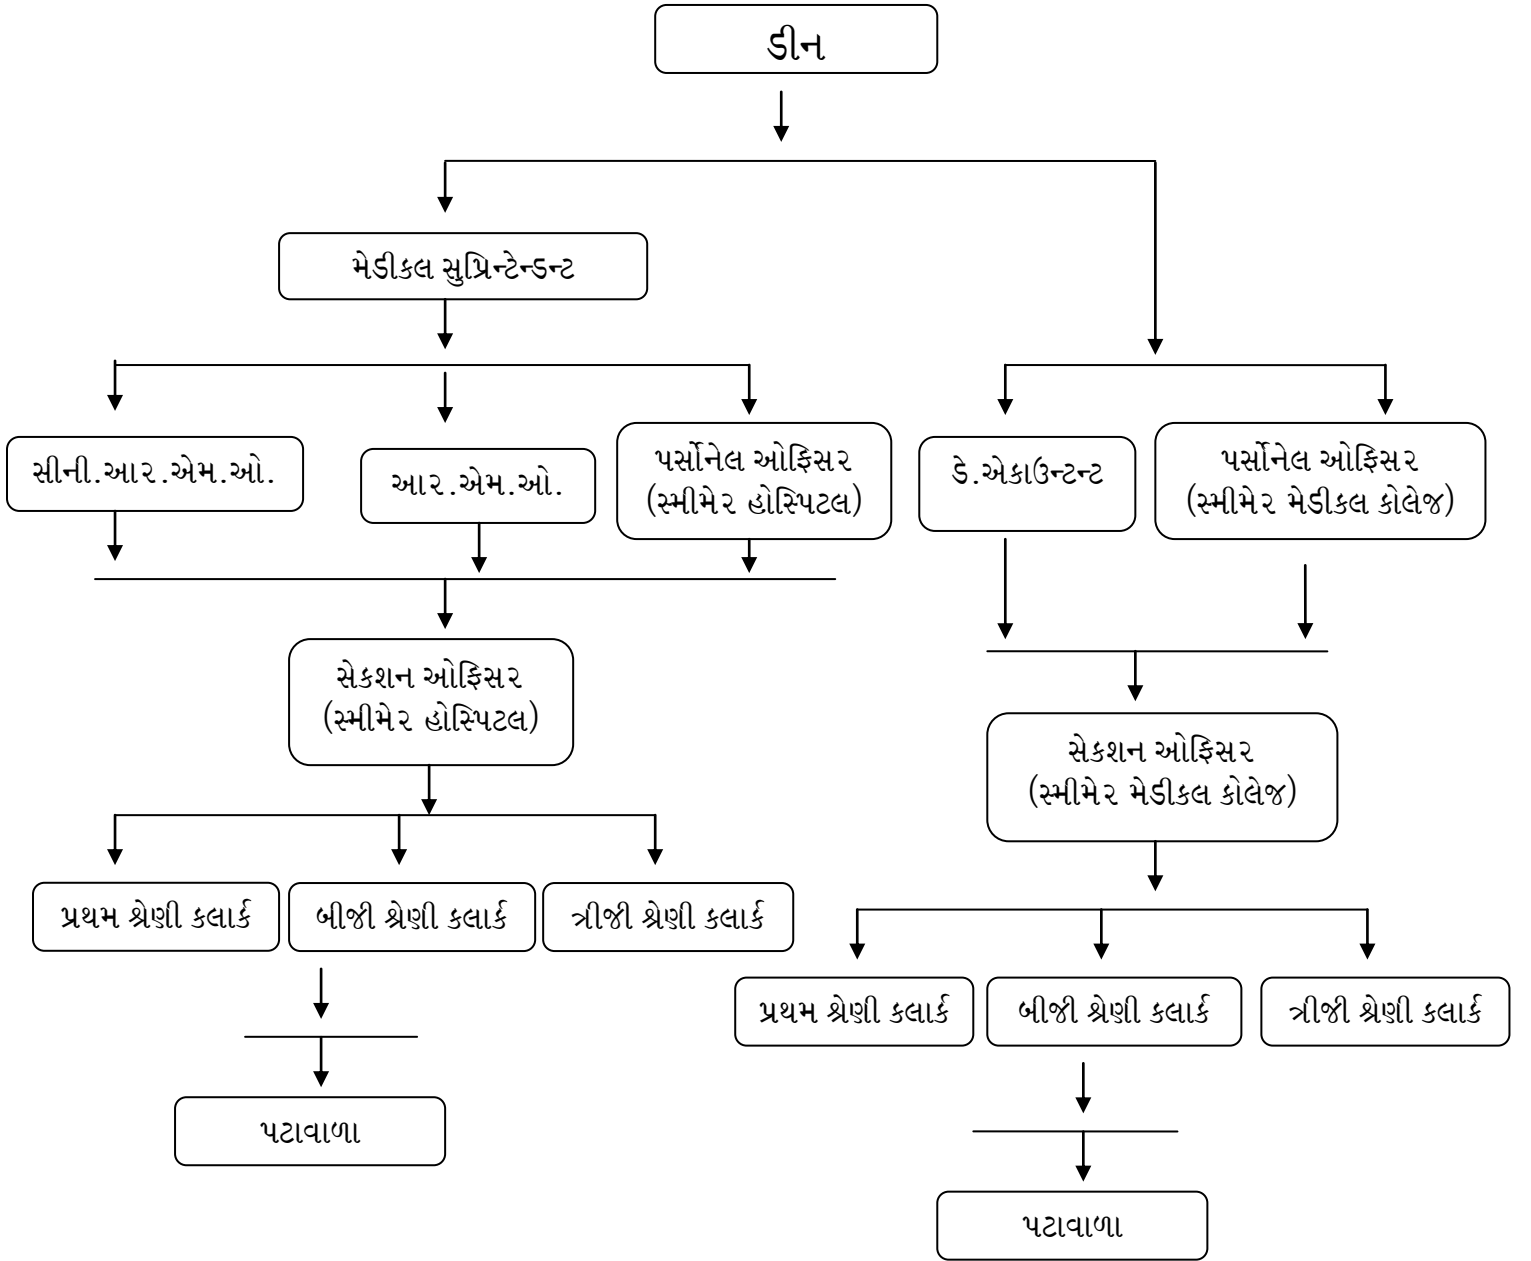 ડીન
મેડીકલ સુપ્રિન્ટેન્ડન્ટ
સીની.આર.એમ.ઓ.
આર.એમ.ઓ.
પર્સોનેલ ઓફિસર
(સ્મીમેર હોસ્પિટલ)
ડે.એકાઉન્ટન્ટ
પર્સોનેલ ઓફિસર
(સ્મીમેર મેડીકલ કોલેજ)
સેકશન ઓફિસર
(સ્મીમેર હોસ્પિટલ)
સેકશન ઓફિસર
(સ્મીમેર મેડીકલ કોલેજ)
પ્રથમ શ્રેણી કલાર્ક
બીજી શ્રેણી કલાર્ક
ત્રીજી શ્રેણી કલાર્ક
પ્રથમ શ્રેણી કલાર્ક
બીજી શ્રેણી કલાર્ક
ત્રીજી શ્રેણી કલાર્ક
પટાવાળા
પટાવાળા